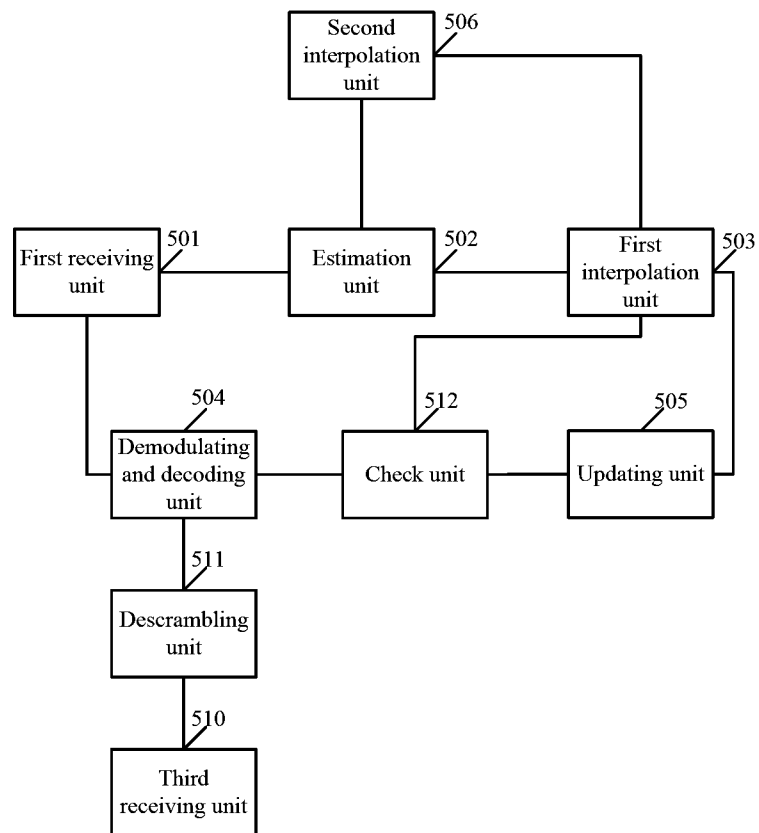 Second
interpolation
unit
506
First receiving
unit
501
Estimation
unit
502
First
interpolation
unit
503
504
Demodulating
and decoding
unit
512
Check unit
505
Updating unit
511
Descrambling
unit
510
Third
receiving unit